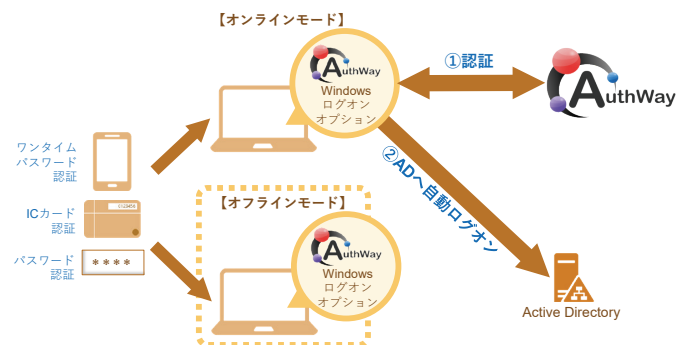 【オンラインモード】
AuthWay
Windows
ログオン
オプション
①認証
AuthWay
ワンタイム
パスワード
認証
②ADへ自動ログオン
ICカード
認証
【オフラインモード】
パスワード
認証
****
AuthWay
Windows
ログオン
オプション
Active Directory